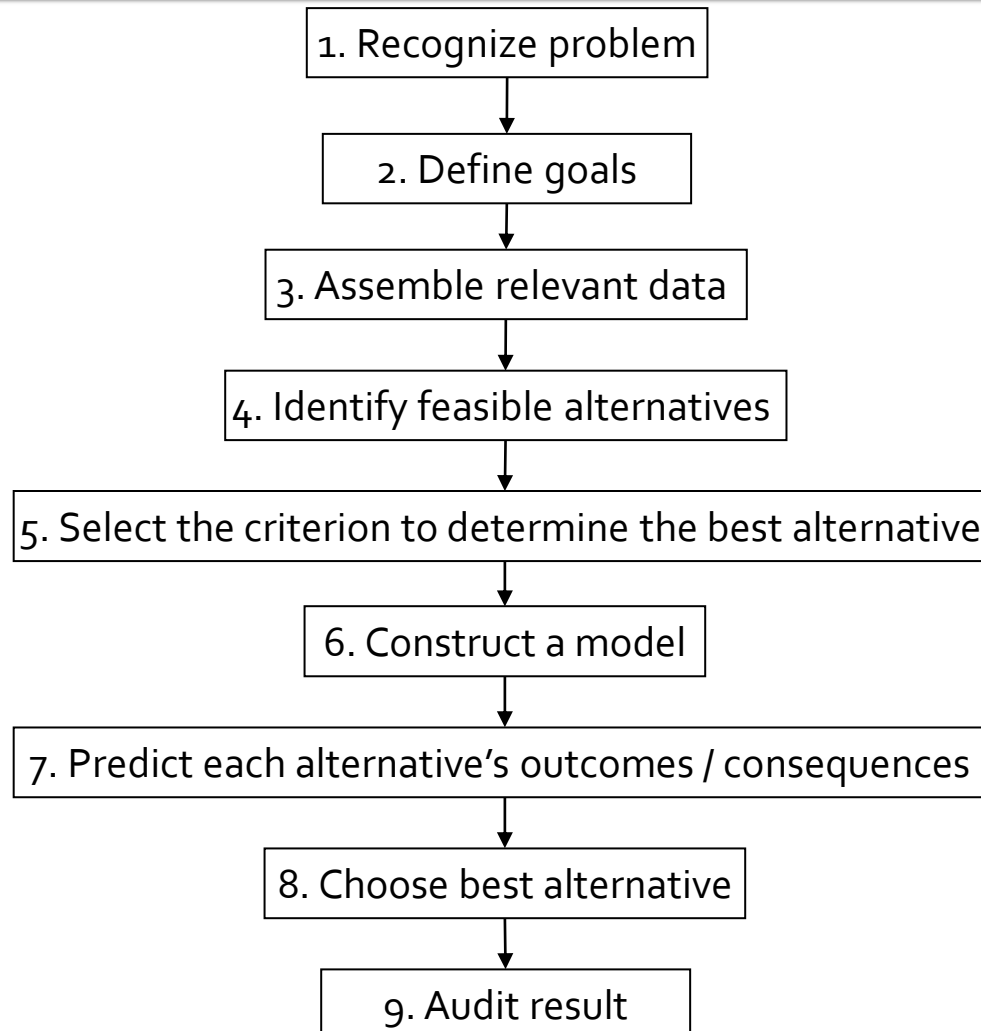 1. Recognize problem
2. Define goals
3. Assemble relevant data
4. Identify feasible alternatives
5. Select the criterion to determine the best alternative
6. Construct a model
7. Predict each alternative’s outcomes / consequences
8. Choose best alternative
9. Audit result